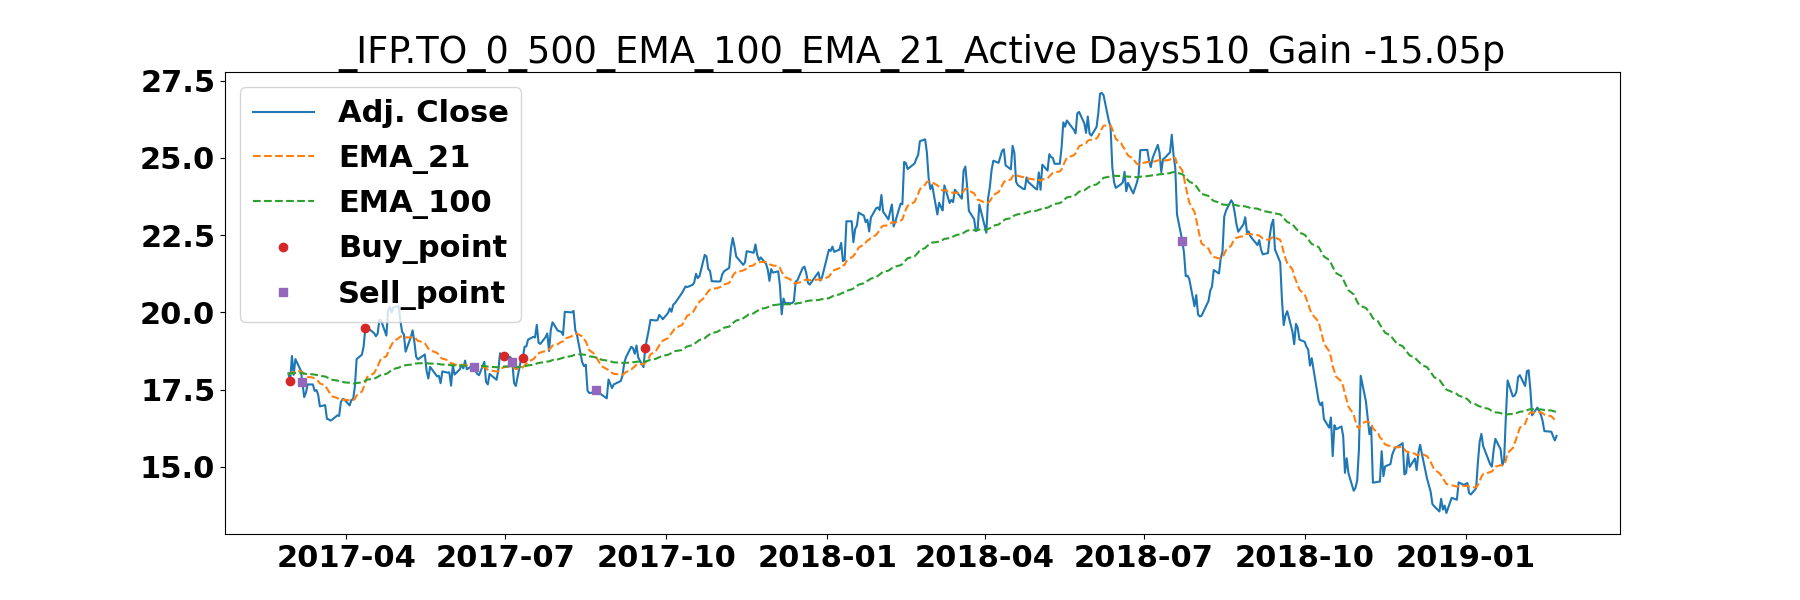 _IFP.TO_0_500_EMA_100_EMA_21_Active Days510_Gain -15.05p
27.5
25.0
22.5
20.0
17.5
15.0
Adj. Close
EMA_21
EMA_100
Buy_point
Sell_point
2017-04 2017-07 2017-10 2018-01 2018-04 2018-07 2018-10 2019-01